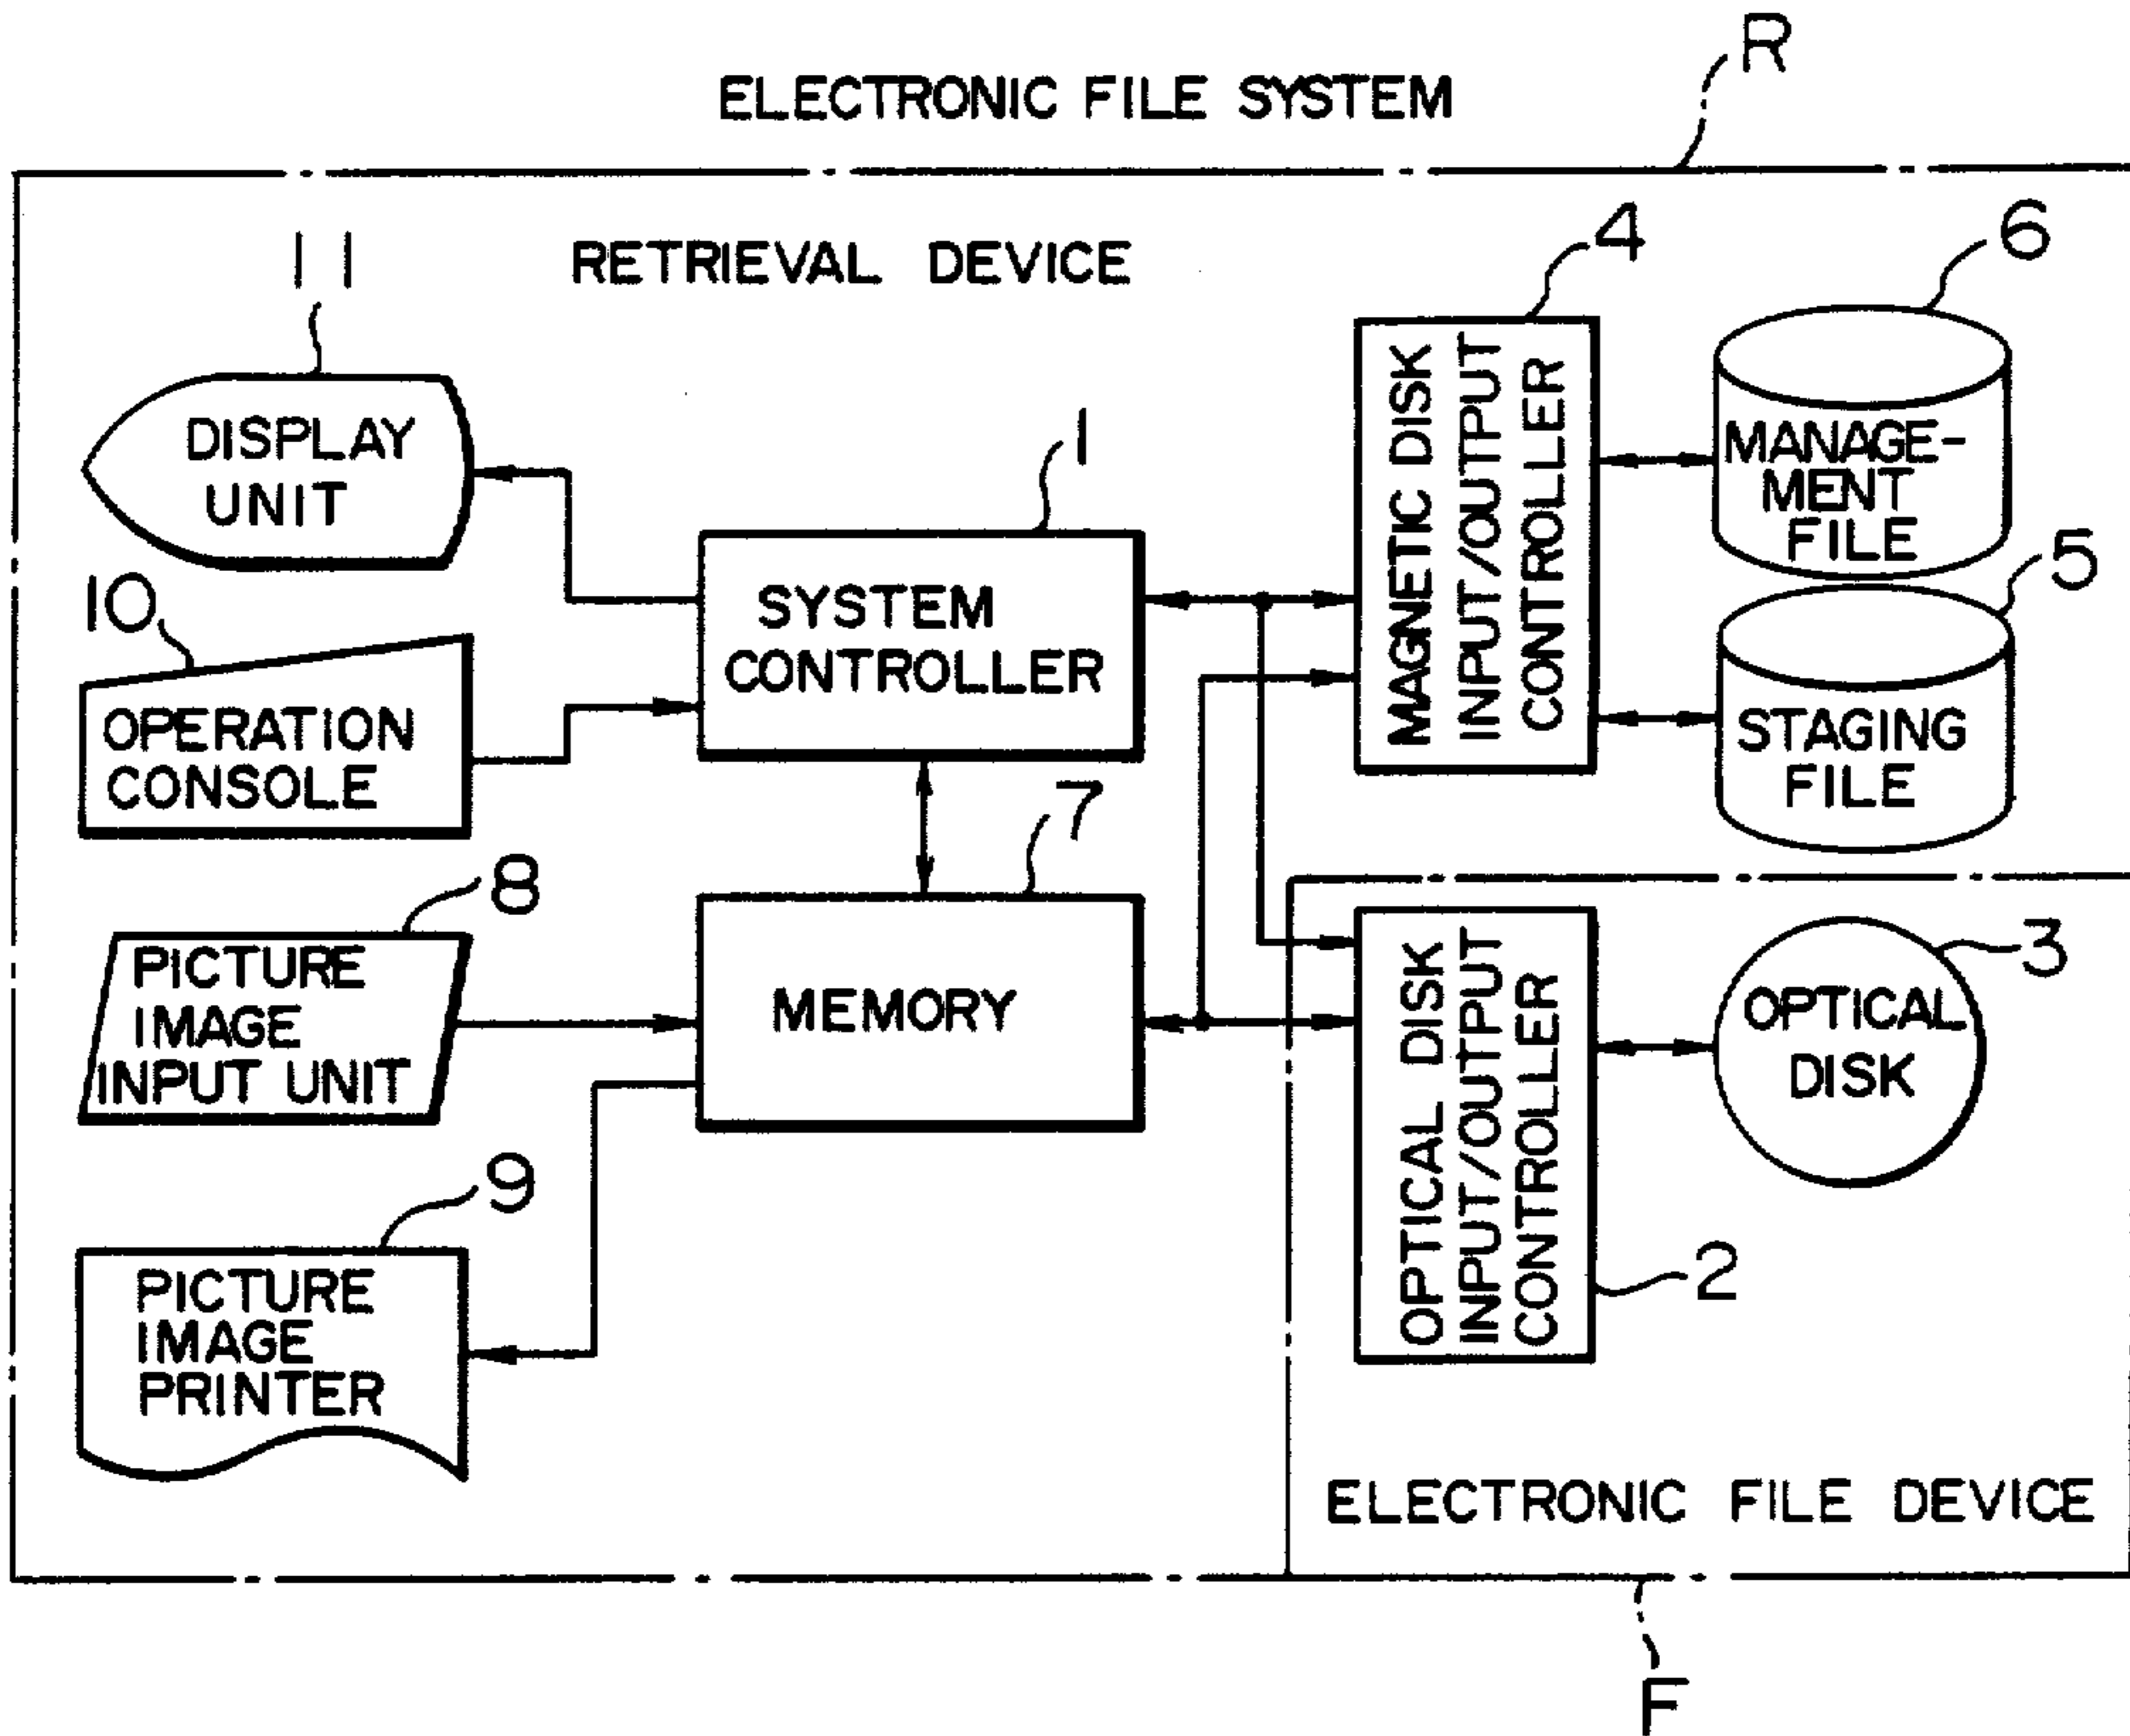 R
ELECTRONIC FILE SYSTEM
RETRIEVAL DEVICE
11
DISPLAY
UNIT
10
OPERATION
CONSOLE
8
PICTURE
IMAGE
INPUT UNIT
9
PICTURE
IMAGE
PRINTER
1
SYSTEM
CONTROLLER
7
MEMORY
4
MAGNETIC DISK
INPUT/OUTPUT
CONTROLLER
6
MANAGE-
MENT
FILE
5
STAGING
FILE
OPTICAL DISK
INPUT/OUTPUT
CONTROLLER
2
3
OPTICAL
DISK
ELECTRONIC FILE DEVICE
F